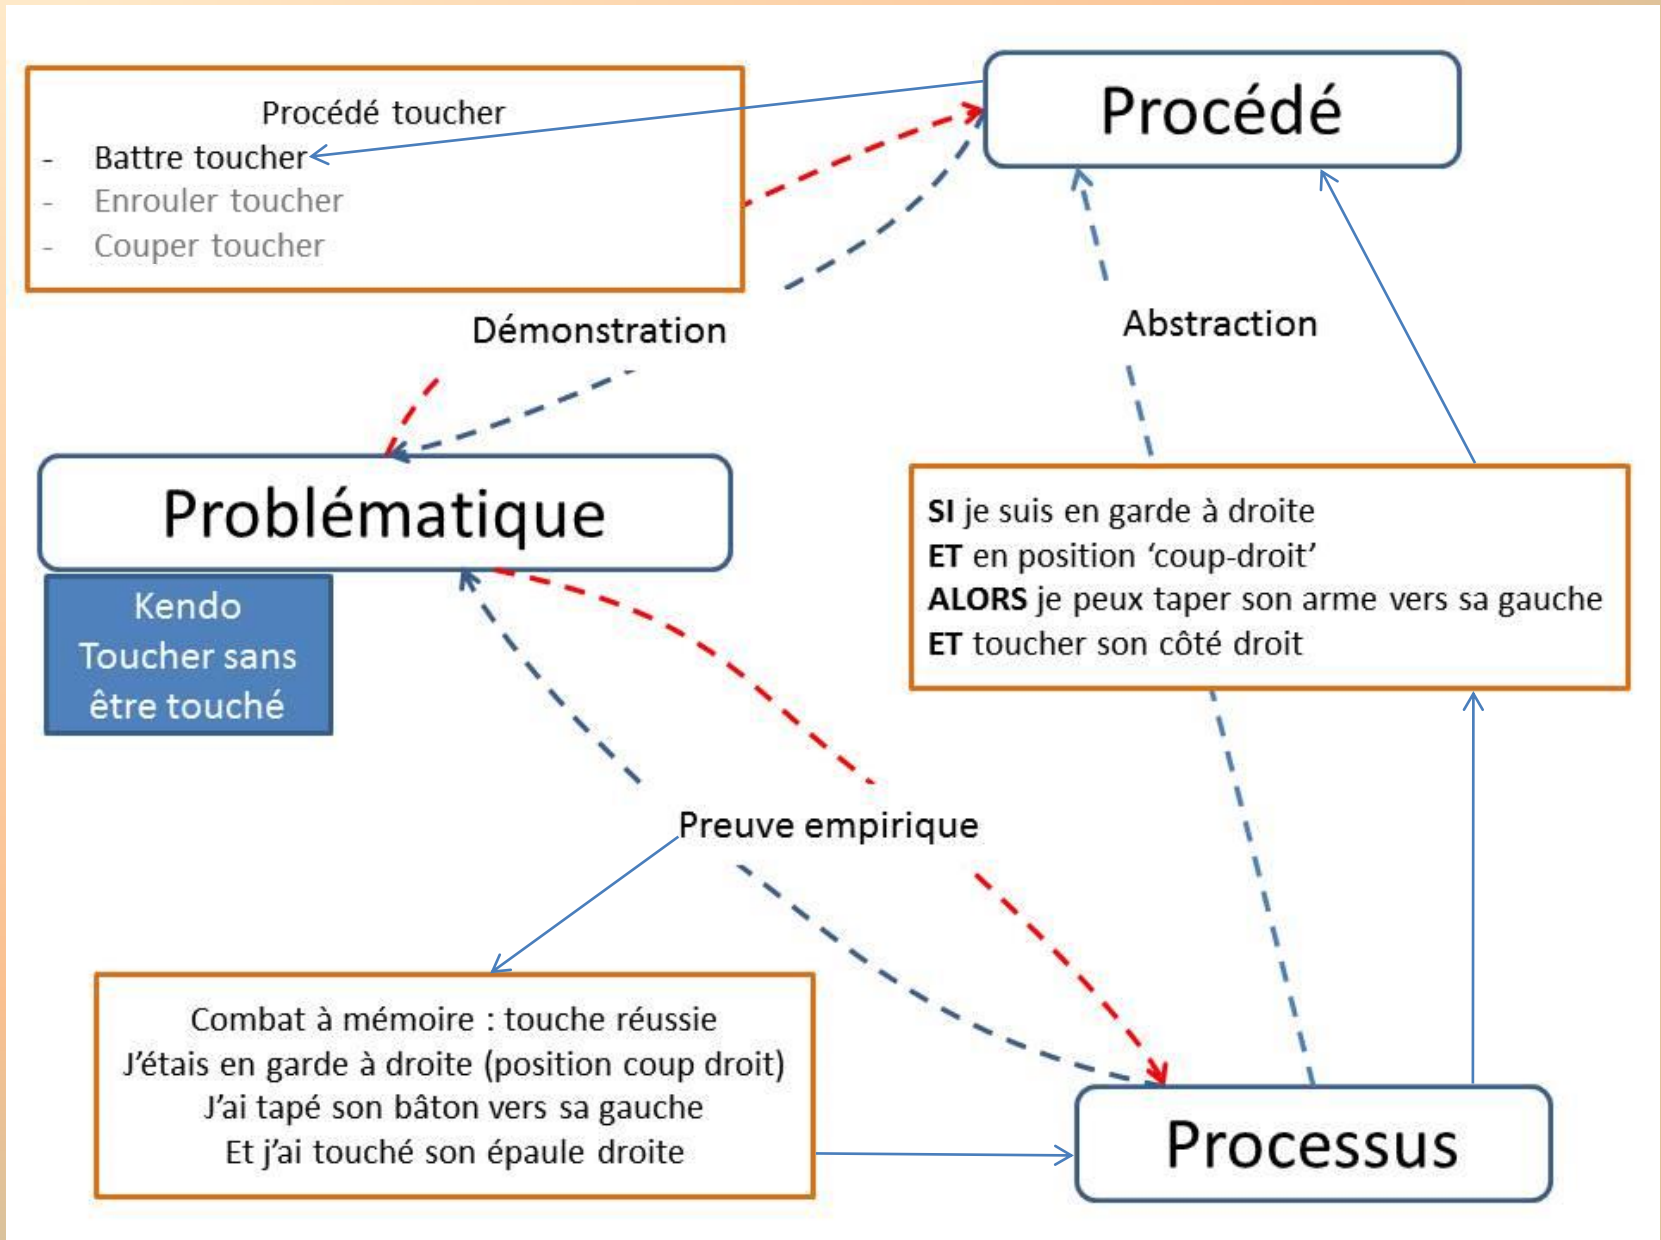 Procédé toucher
- Battre toucher
- Enrouler toucher
- Couper toucher
Procédé
Démonstration
Abstraction
Problématique
Kendo
Toucher sans
être touché
SI je suis en garde à droite
ET en position ‘coup-droit’
ALORS je peux taper son arme vers sa gauche
ET toucher son côté droit
Preuve empirique
Combat à mémoire : touche réussie
J’étais en garde à droite (position coup droit)
J’ai tapé son bâton vers sa gauche
Et j’ai touché son épaule droite
Processus